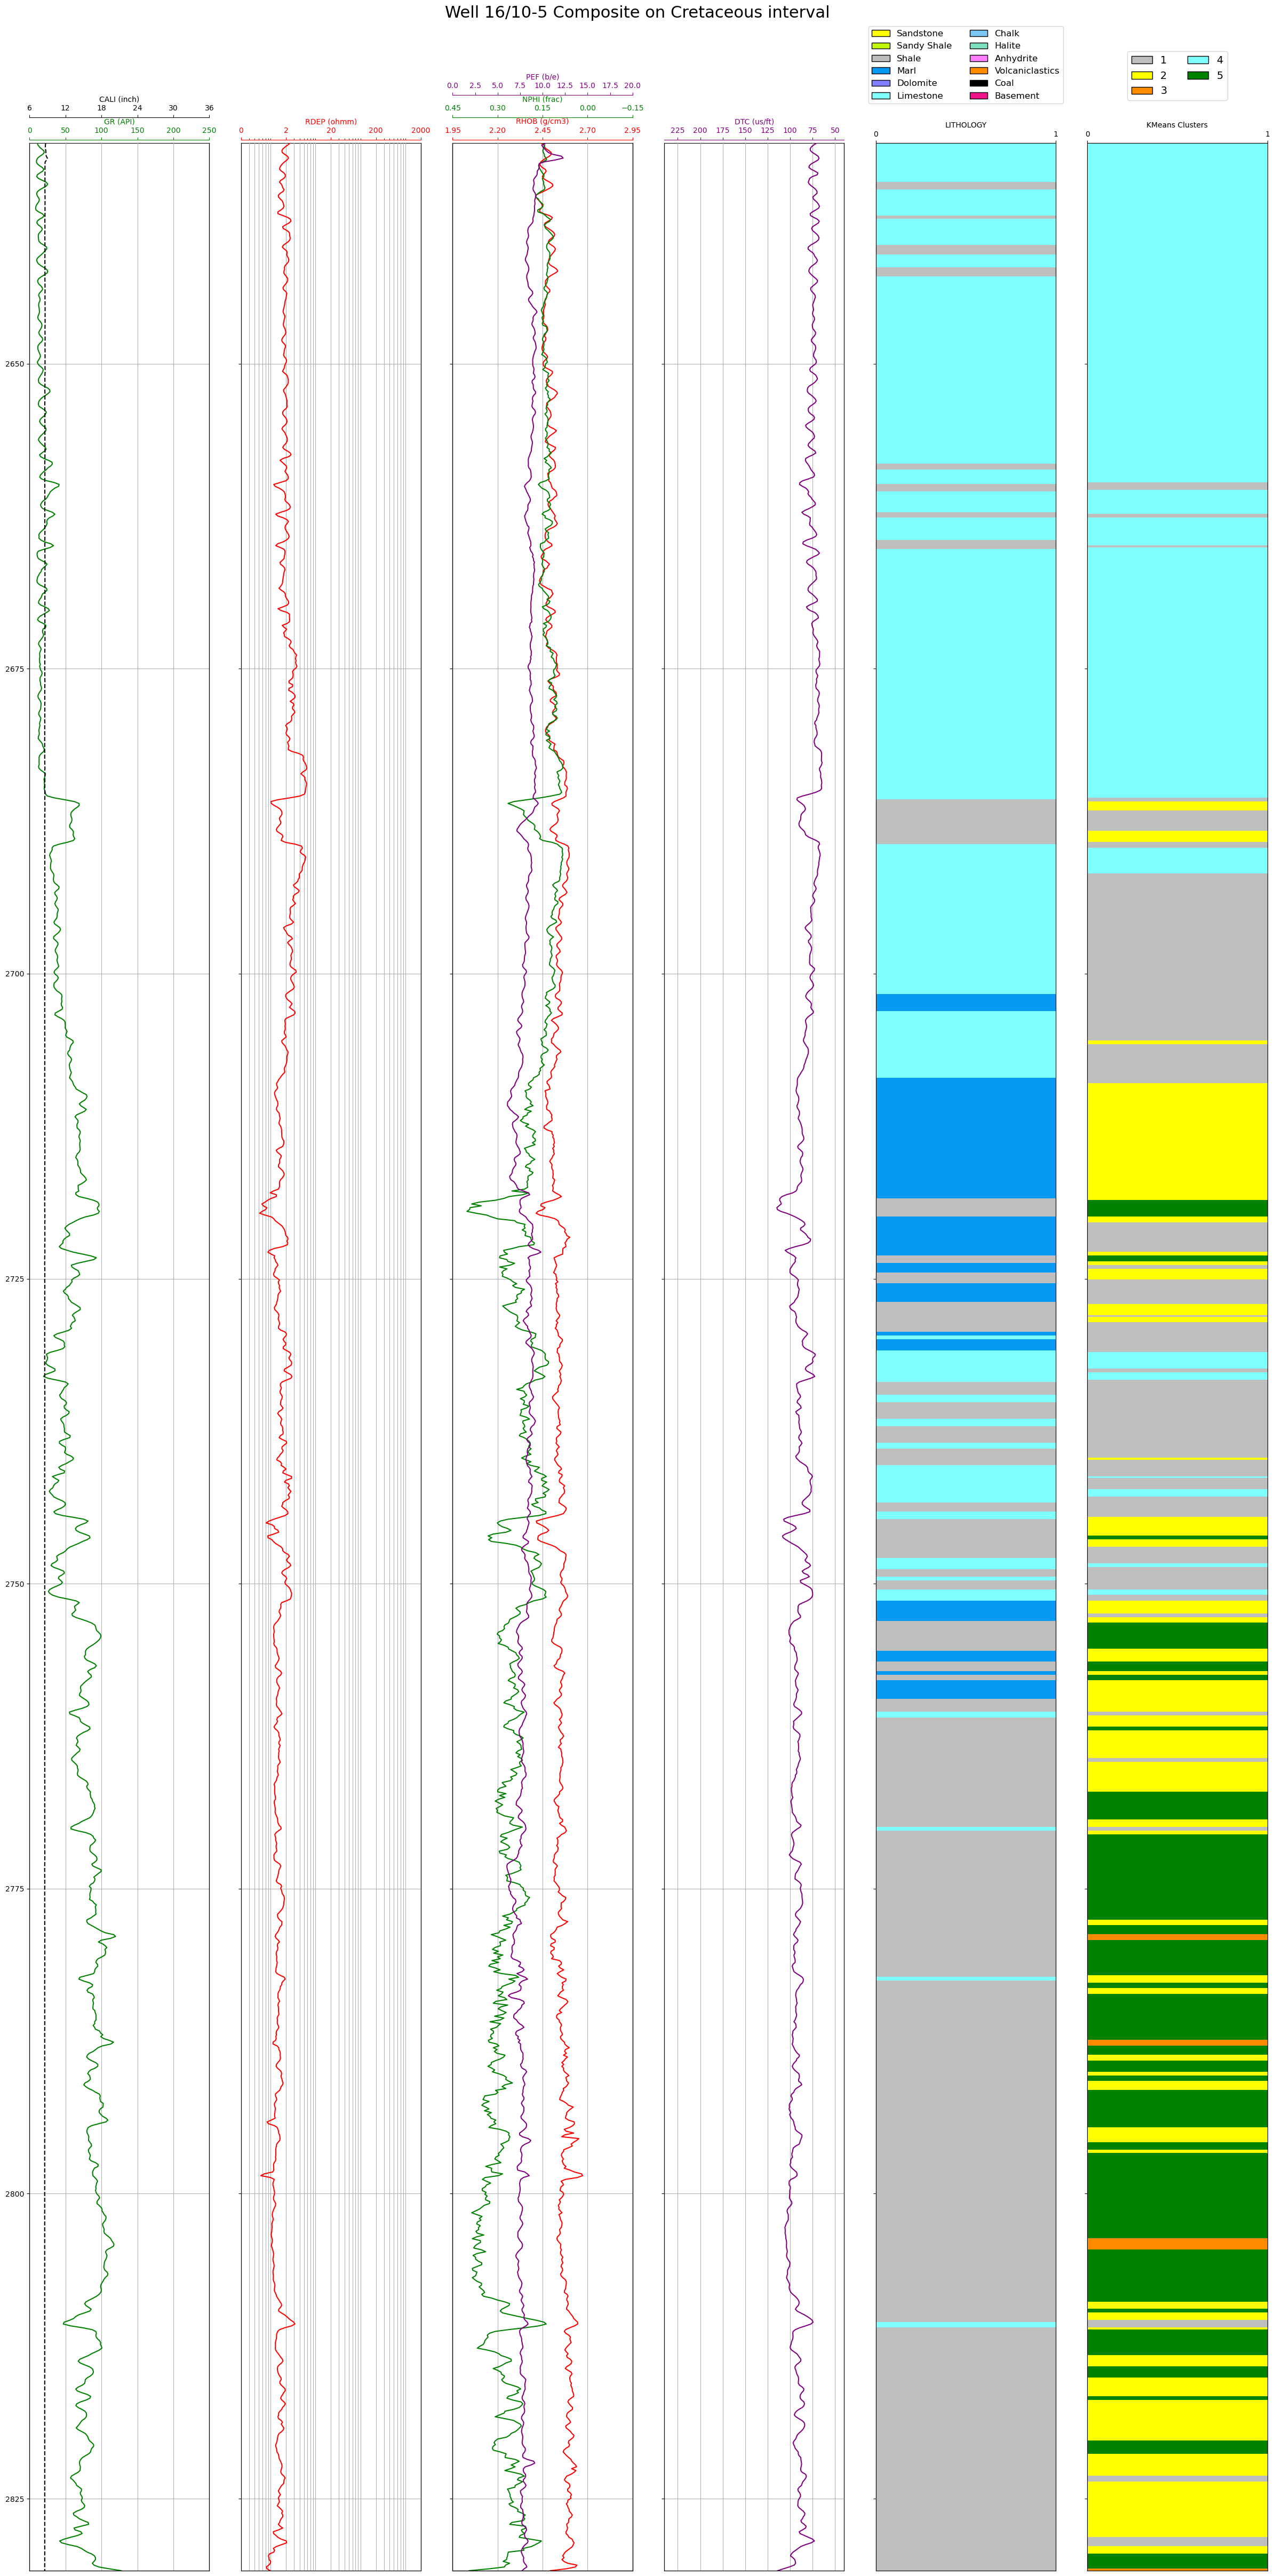 Well 16/10-5 Composite on Cretaceous interval
Sandstone Chalk
Sandy Shale Halite
Shale Anhydrite
Marl Volcaniclastics
Dolomite Coal
Limestone Basement
1 4
2 5
3
PEF (b/e)
0.0 2.5 5.0 7.5 10.0 12.5 15.0 17.5 20.0
CALI (inch)
NPHI (frac)
6 12 18 24 30 36
0.45 0.30 0.15 0.00 −0.15
GR (API)
RDEP (ohmm)
RHOB (g/cm3)
DTC (us/ft)
LITHOLOGY
KMeans Clusters
0 50 100 150 200 250
0 2 20 200 2000
1.95 2.20 2.45 2.70 2.95
225 200 175 150 125 100 75 50
0 1
0 1
2650
2675
2700
2725
2750
2775
2800
2825